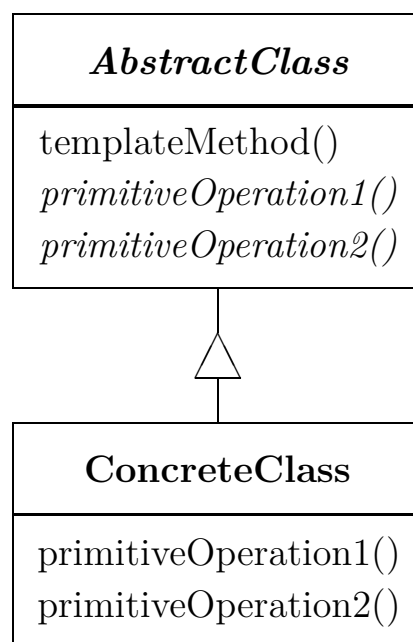 AbstractClass
templateMethod()
primitiveOperation1()
primitiveOperation2()
ConcreteClass
primitiveOperation1()
primitiveOperation2()